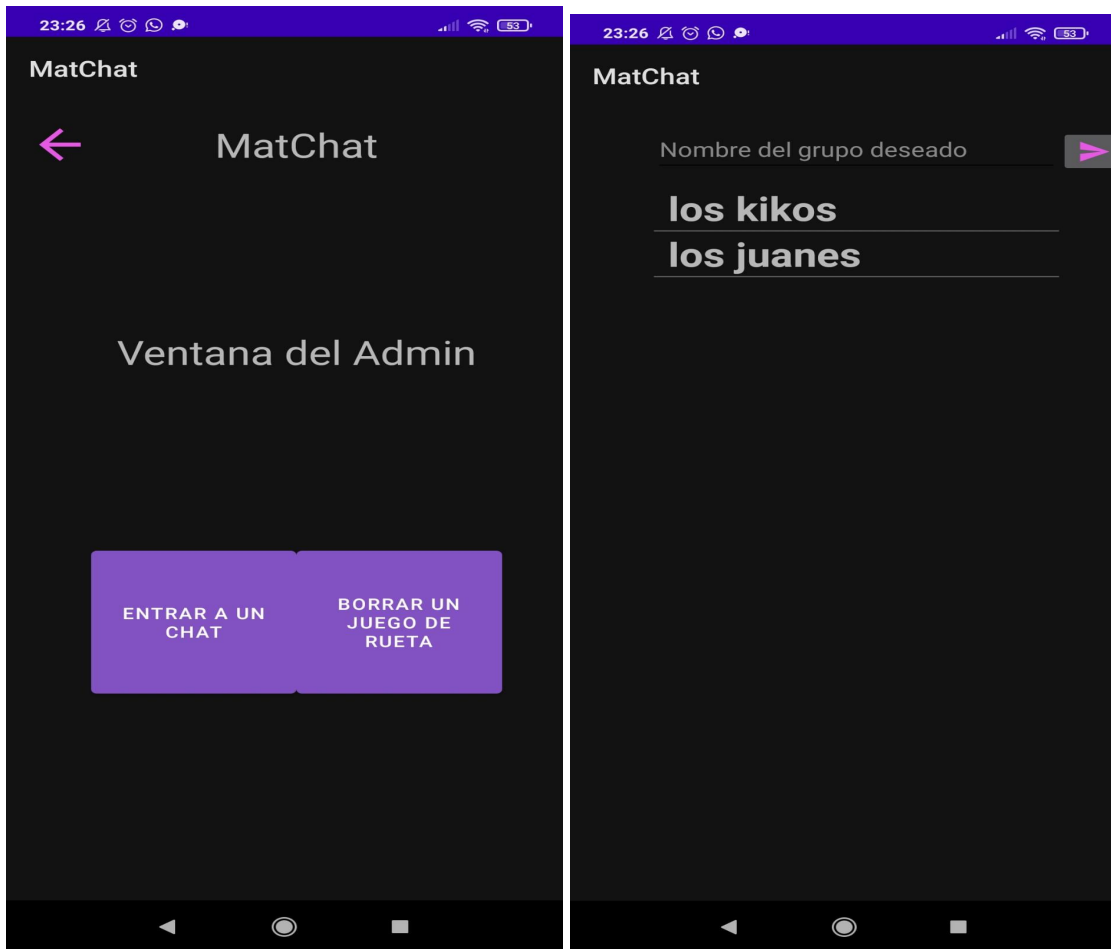 23:26
53
MatChat
MatChat
Ventana del Admin
ENTRAR A UN
CHAT
BORRAR UN
JUEGO DE
RUETA
23:26
53
MatChat
Nombre del grupo deseado
los kikos
los juanes